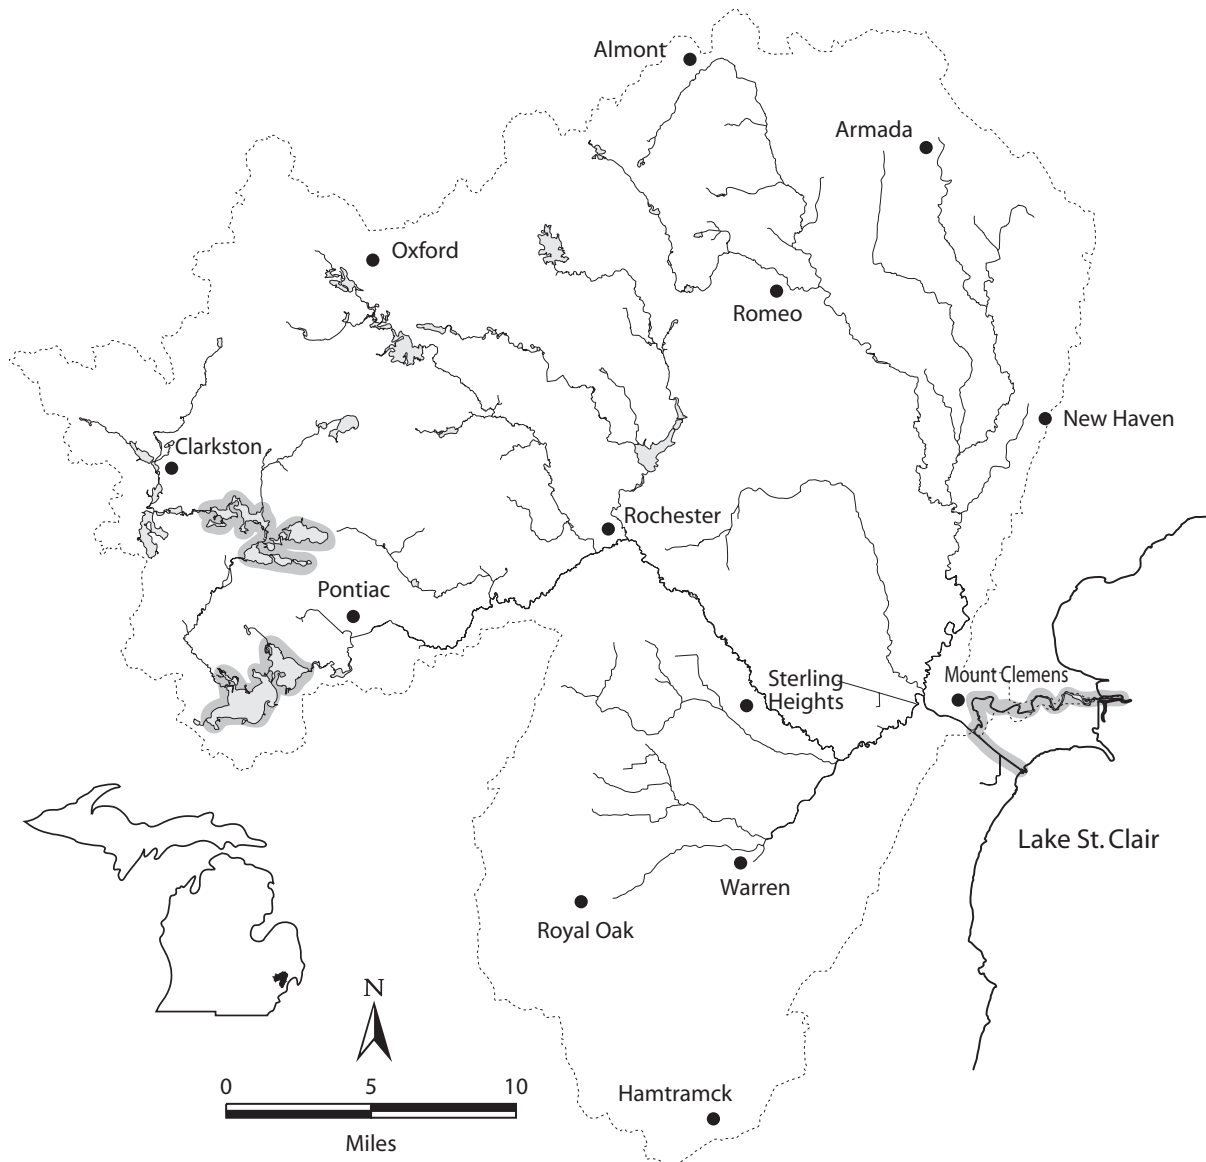 Almont
Armada
Oxford
Romeo
New Haven
Clarkston
Rochester
Pontiac
Mount Clemens
Sterling
Heights
Lake St. Clair
Warren
Royal Oak
N
0 5 10
Miles
Hamtramck